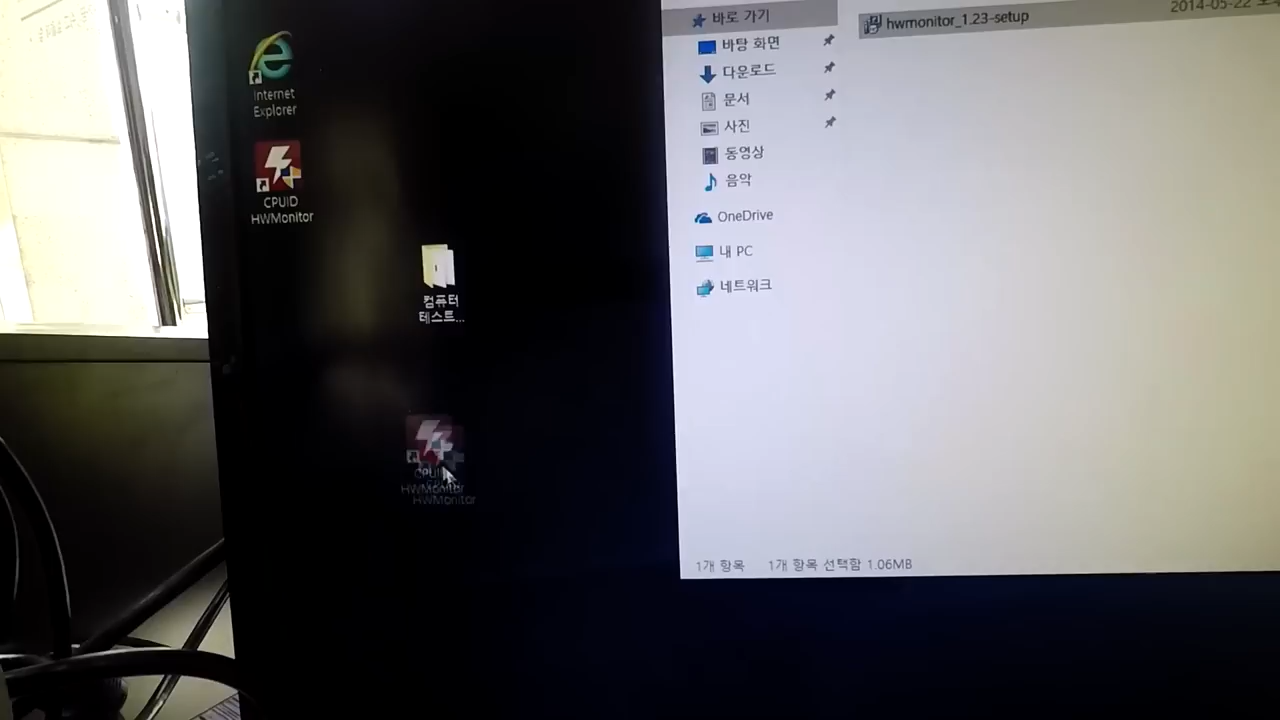 Internet
Explorer
CPUID
HWMonitor
컴퓨터
테스트...
HWMonitor
HWMonitor
바로 가기
바탕 화면
다운로드
문서
사진
동영상
음악
OneDrive
내 PC
네트워크
hwmonitor_1.23-setup
2014-05-22
1개 항목
1개 항목 선택함 1.06MB